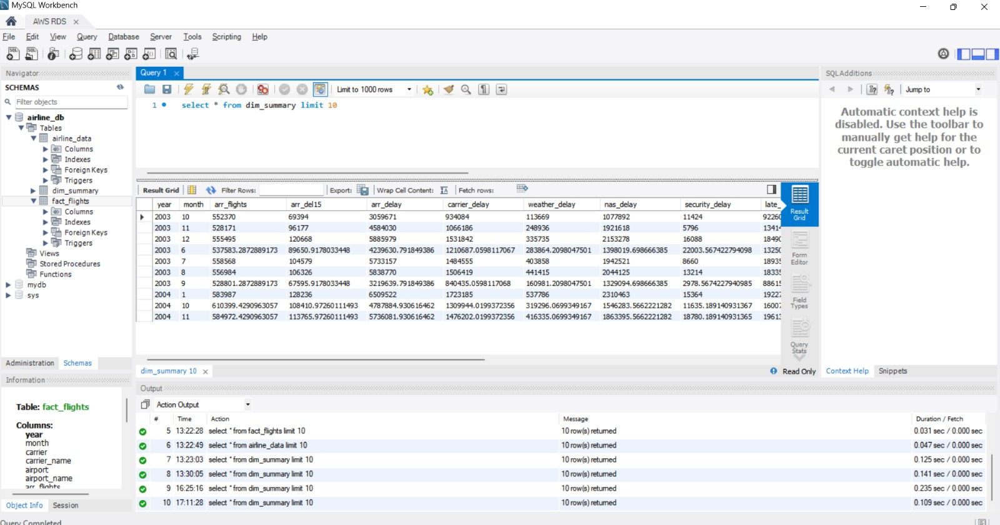 MySQL Workbench
AWS RDS
File Edit View Query Database Server Tools Scripting Help
Navigator
SCHEMAS
Filter objects
airline_db
Tables
airline_data
Columns
Indexes
Foreign Keys
Triggers
dim_summary
fact_flights
Columns
Indexes
Foreign Keys
Triggers
Views
Stored Procedures
Functions
mydb
sys
Administration Schemas
Information
Table: fact_flights
Columns:
year
month
carrier
carrier_name
airport
airport_name
arr_flights
Object Info Session
Query Completed
Query 1
Limit to 1000 rows
1 select * from dim_summary limit 10
Result Grid Filter Rows: Export: Wrap Cell Content: IA Fetch rows:
year month arr_flights arr_del15 arr_delay carrier_delay weather_delay nas_delay security_delay late_
2003 10 552370 69394 3059671 934084 113669 1077892 11424 92260
2003 11 528171 96177 4584030 1066186 248936 1921618 5796 13414
2003 12 555495 120668 5885979 1531842 335735 2153278 16088 18490
2003 6 537583.2872889173 89650.9178033448 4239630.791849386 1210687.0598117067 283864.2098047501 1398019.698666385 22003.567422794098 13250
2003 7 558568 104579 5733157 1484555 403858 1942521 8660 18935
2003 8 556984 106326 5838770 1506419 441415 2044125 13214 18335
2003 9 528801.2872889173 67595.9178033448 3219639.791849386 840435.0598117068 160981.2098047501 1329094.698666385 2978.5674227940985 88615
2004 1 583987 128236 6509522 1723185 537786 2310463 15364 19227
2004 10 610399.4290963057 108410.97260111493 4787884.930616462 1309944.0199372356 319296.0699349167 1546283.5662221282 11635.189140931367 16007
2004 11 584972.4290963057 113765.97260111493 5736081.930616462 1476202.0199372356 416335.0699349167 1863395.5662221282 18780.189140931365 19613
Result
Grid
Form
Editor
Field
Types
Query
Stats
dim_summary 10 Read Only
SQLAdditions
Jump to
Automatic context help is
disabled. Use the toolbar to
manually get help for the
current caret position or to
toggle automatic help.
Context Help Snippets
Output
Action Output
# Time Action Message Duration / Fetch
5 13:22:28 select * from fact_flights limit 10 10 row(s) returned 0.031 sec / 0.000 sec
6 13:22:49 select * from airline_data limit 10 10 row(s) returned 0.047 sec / 0.000 sec
7 13:23:03 select * from dim_summary limit 10 10 row(s) returned 0.125 sec / 0.000 sec
8 13:30:05 select * from dim_summary limit 10 10 row(s) returned 0.141 sec / 0.000 sec
9 16:25:16 select * from dim_summary limit 10 10 row(s) returned 0.235 sec / 0.000 sec
10 17:11:28 select * from dim_summary limit 10 10 row(s) returned 0.109 sec / 0.000 sec